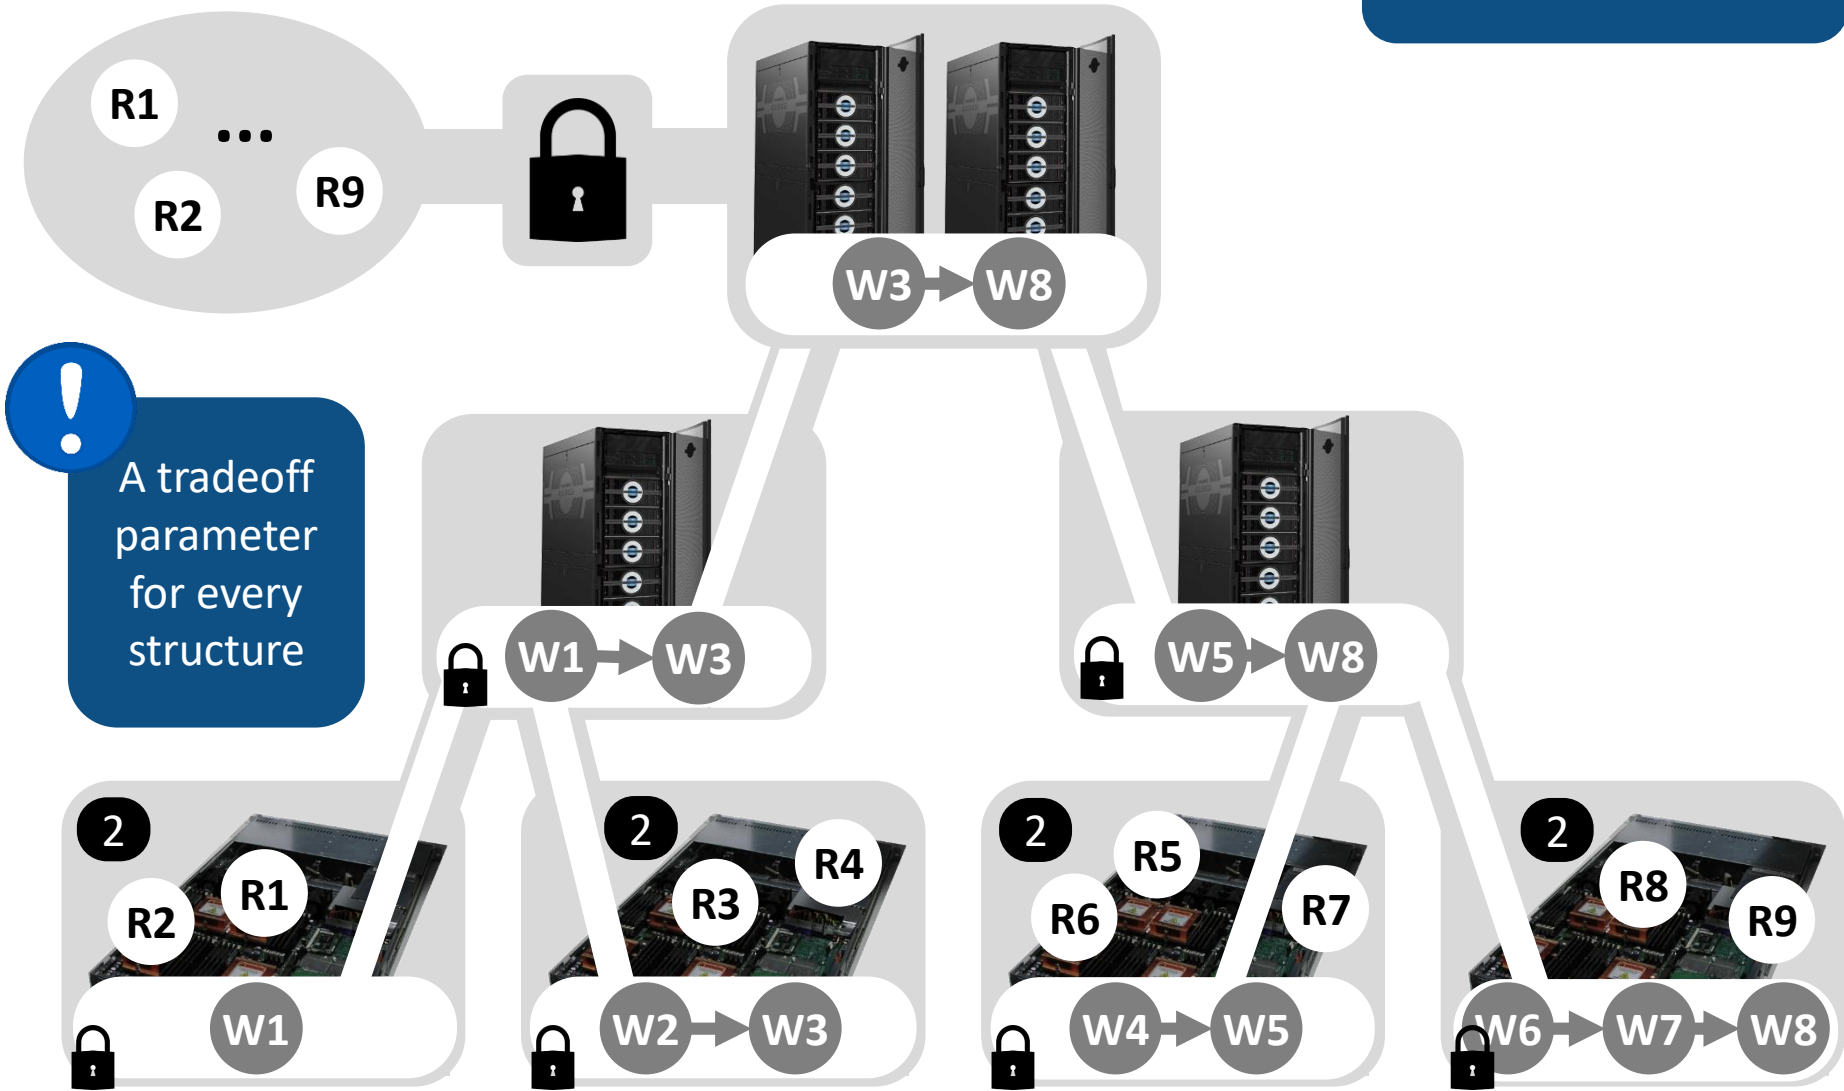 R1
...
R2
R9
W3
W8
A tradeoff
parameter
for every
structure
W1
W3
W5
W8
2
R1
R2
W1
2
R3
R4
W2
W3
2
R5
R6
R7
W4
W5
2
R8
R9
W6
W7
W8